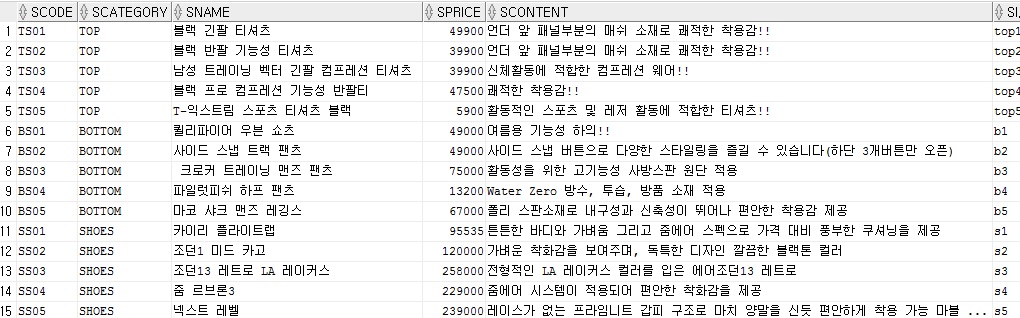 SCODE SCATEGORY SNAME SPRICE SCONTENT
1 TS01 TOP 블랙 긴팔 티셔츠 49900 언더 앞 패널부분의 매쉬 소재로 쾌적한 착용감!! top1
2 TS02 TOP 블랙 반팔 기능성 티셔츠 39900 언더 앞 패널부분의 매쉬 소재로 쾌적한 착용감!! top2
3 TS03 TOP 남성 트레이닝 벡터 긴팔 컴프레션 티셔츠 39900 신체활동에 적합한 컴프레션 웨어!! top3
4 TS04 TOP 블랙 프로 컴프레션 기능성 반팔티 47500 쾌적한 착용감!! top4
5 TS05 TOP T-익스트림 스포츠 티셔츠 블랙 5900 활동적인 스포츠 및 레저 활동에 적합한 티셔츠!! top5
6 BS01 BOTTOM 퀄리파이어 우븐 쇼츠 49000 여름용 기능성 하의!! b1
7 BS02 BOTTOM 사이드 스냅 트랙 팬츠 49000 사이드 스냅 버튼으로 다양한 스타일링을 즐길 수 있습니다(하단 3개버튼만 오픈) b2
8 BS03 BOTTOM 크로커 트레이닝 맨즈 팬츠 75000 활동성을 위한 고기능성 사방스판 원단 적용 b3
9 BS04 BOTTOM 파일럿피쉬 하프 팬츠 13200 Water Zero 방수, 투습, 방품 소재 적용 b4
10 BS05 BOTTOM 마코 샤크 맨즈 레깅스 67000 폴리 스판소재로 내구성과 신축성이 뛰어나 편안한 착용감 제공 b5
11 SS01 SHOES 카이리 플라이트랩 95535 튼튼한 바디와 가벼움 그리고 줌에어 스펙으로 가격 대비 풍부한 쿠셔닝을 제공 s1
12 SS02 SHOES 조던1 미드 카고 120000 가벼운 착화감을 보여주며, 독특한 디자인 깔끔한 블랙톤 컬러 s2
13 SS03 SHOES 조던13 레트로 LA 레이커스 258000 전형적인 LA 레이커스 컬러를 입은 에어조던13 레트로 s3
14 SS04 SHOES 줌 르브론3 229000 줌에어 시스템이 적용되어 편안한 착화감을 제공 s4
15 SS05 SHOES 넥스트 레벨 239000 레이스가 없는 프라임니트 갑피 구조로 마치 양말을 신듯 편안하게 착용 가능 마블 ... s5